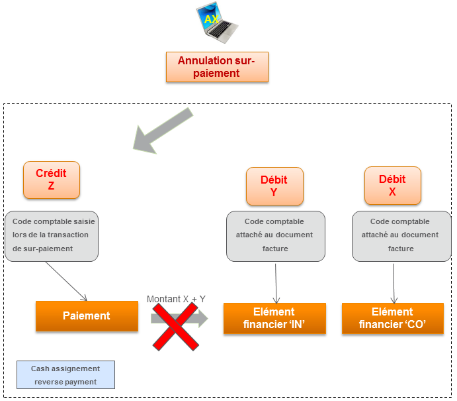 AX
Annulation sur-
paiement
Crédit
Z
Débit
Y
Débit
X
Code comptable saisie
lors de la transaction
de sur-paiement
Code comptable
attaché au document
facture
Code comptable
attaché au document
facture
Montant X + Y
Paiement
Elément
financier ‘IN’
Elément
financier ‘CO’
Cash assignement
reverse payment